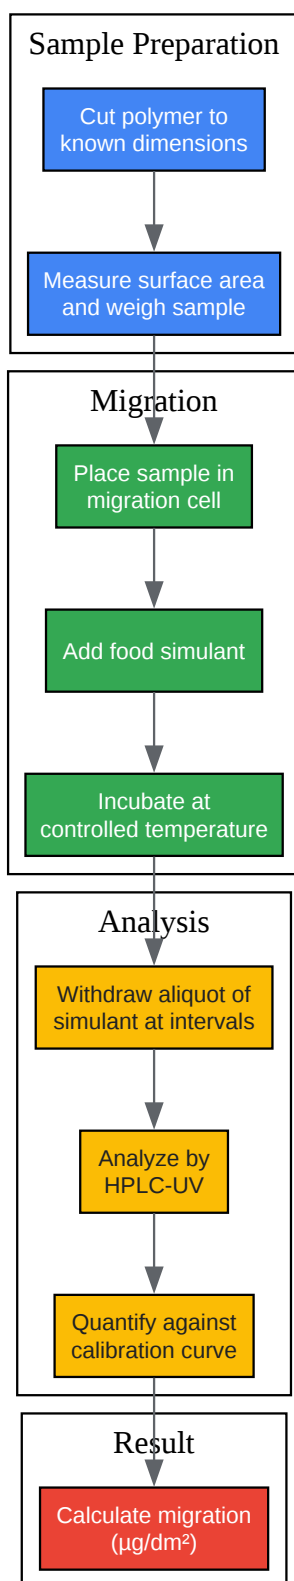 Sample Preparation
Cut polymer to
known dimensions
Measure surface area
and weigh sample
Migration
Place sample in
migration cell
Add food simulant
Incubate at
controlled temperature
Analysis
Withdraw aliquot of
simulant at intervals
Analyze by
HPLC-UV
Quantify against
calibration curve
Result
Calculate migration
(µg/dm²)